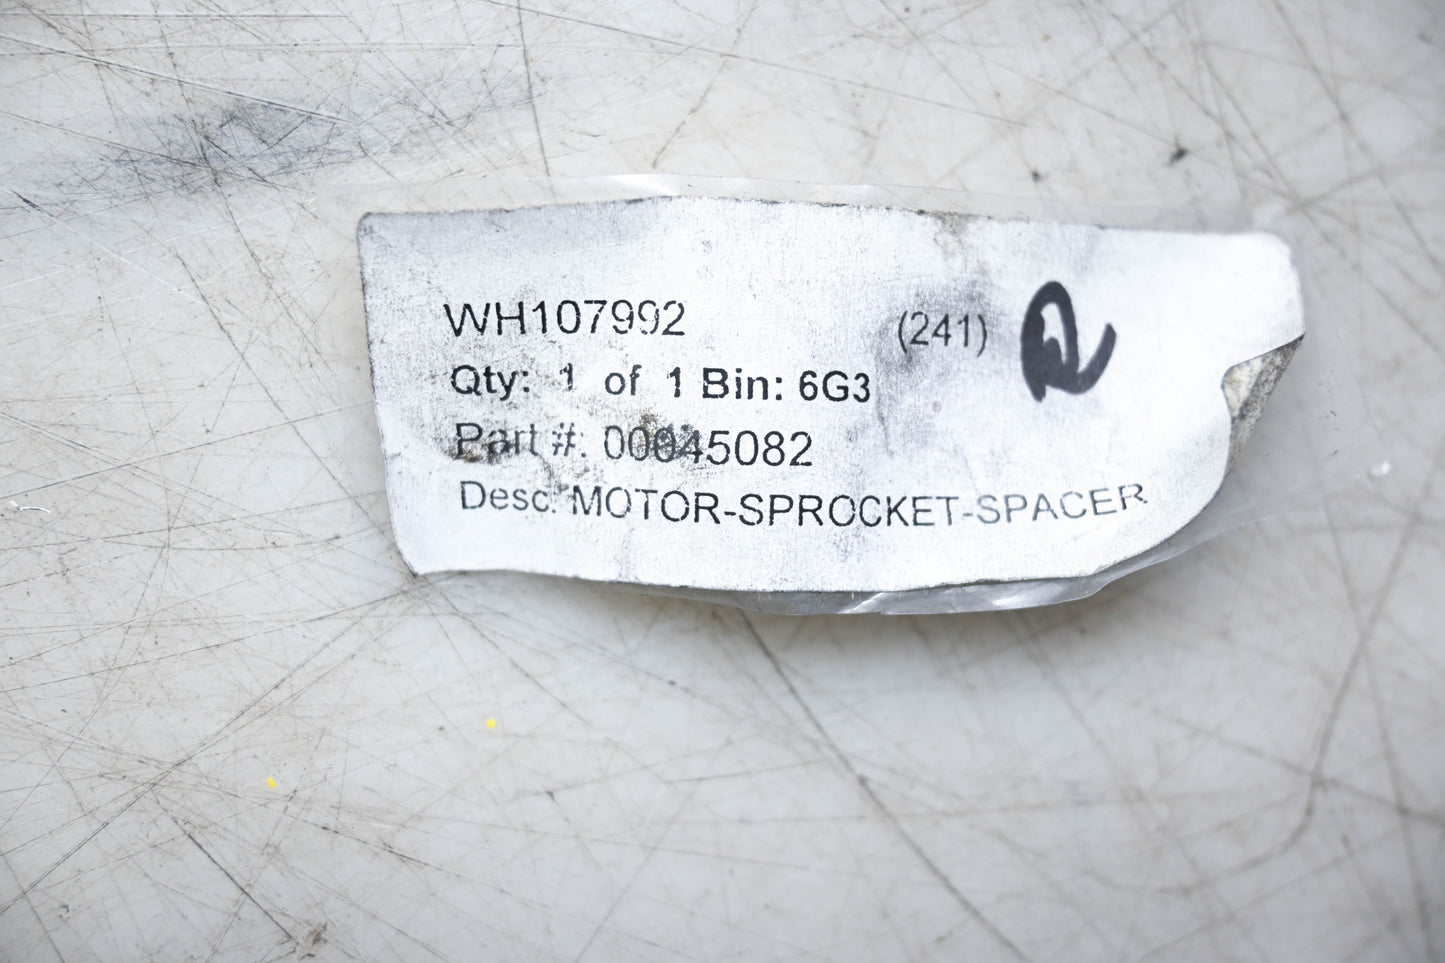 WH107992 (241)
Qty: 1 of 1 Bin: 6G3
Part #: 00045082
Desc: MOTOR-SPROCKET-SPACER